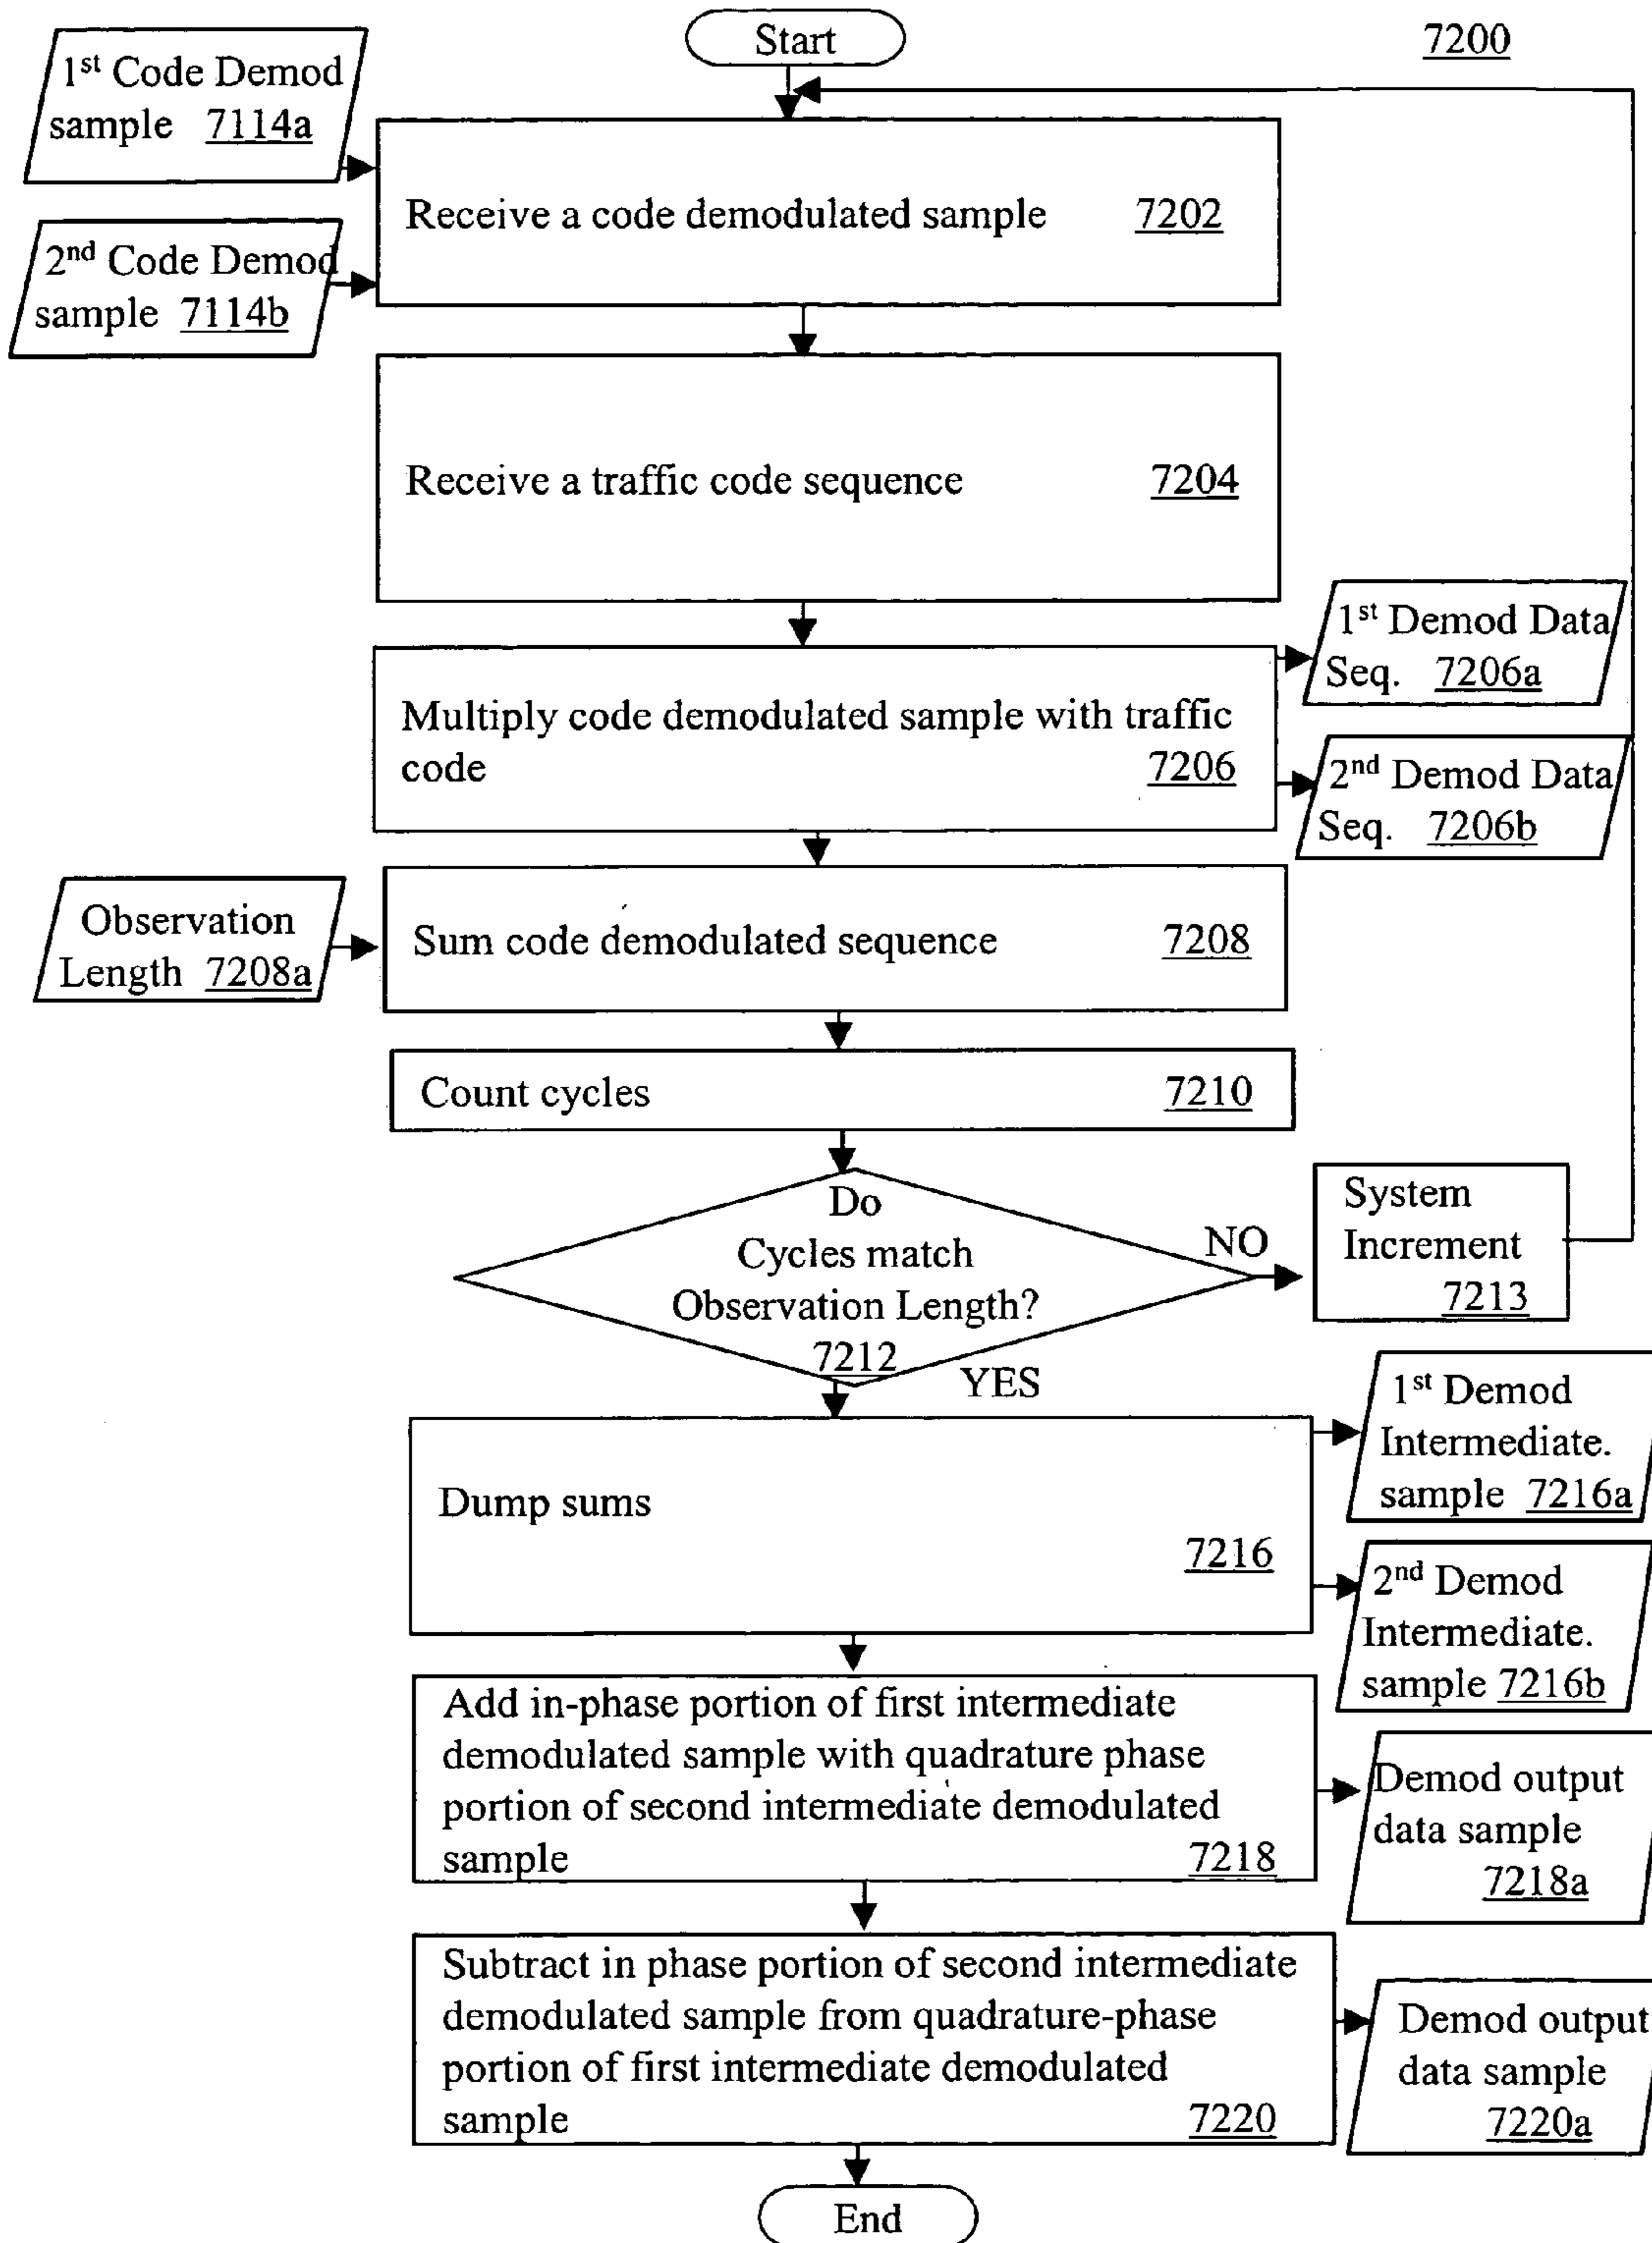 Start
7200
1st Code Demod
sample 7114a
2nd Code Demod
sample 7114b
Receive a code demodulated sample 7202
Receive a traffic code sequence 7204
1st Demod Data
Seq. 7206a
Multiply code demodulated sample with traffic
code 7206
2nd Demod Data
Seq. 7206b
Observation
Length 7208a
Sum code demodulated sequence 7208
Count cycles 7210
Do
Cycles match
Observation Length?
7212
NO
YES
System
Increment
7213
1st Demod
Intermediate.
sample 7216a
Dump sums
7216
2nd Demod
Intermediate.
sample 7216b
Add in-phase portion of first intermediate
demodulated sample with quadrature phase
portion of second intermediate demodulated
sample 7218
Demod output
data sample
7218a
Subtract in phase portion of second intermediate
demodulated sample from quadrature-phase
portion of first intermediate demodulated
sample 7220
Demod output
data sample
7220a
End